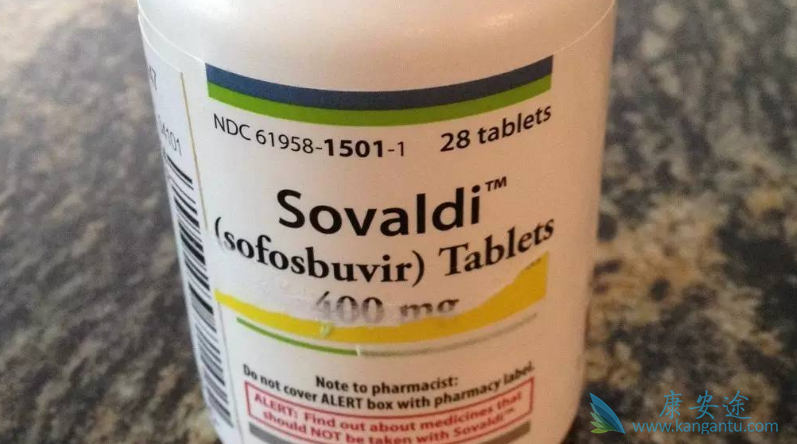 NDC 61958-1501-1 28 tablets
Sovaldi™
(sofosbuvir) Tablets
400 mg
Note to pharmacist:
Do not cover ALERT box with pharmacy label.
ALERT: Find out about medicines that
should NOT be taken with Sovaldi™
康安途
www.kangantu.com